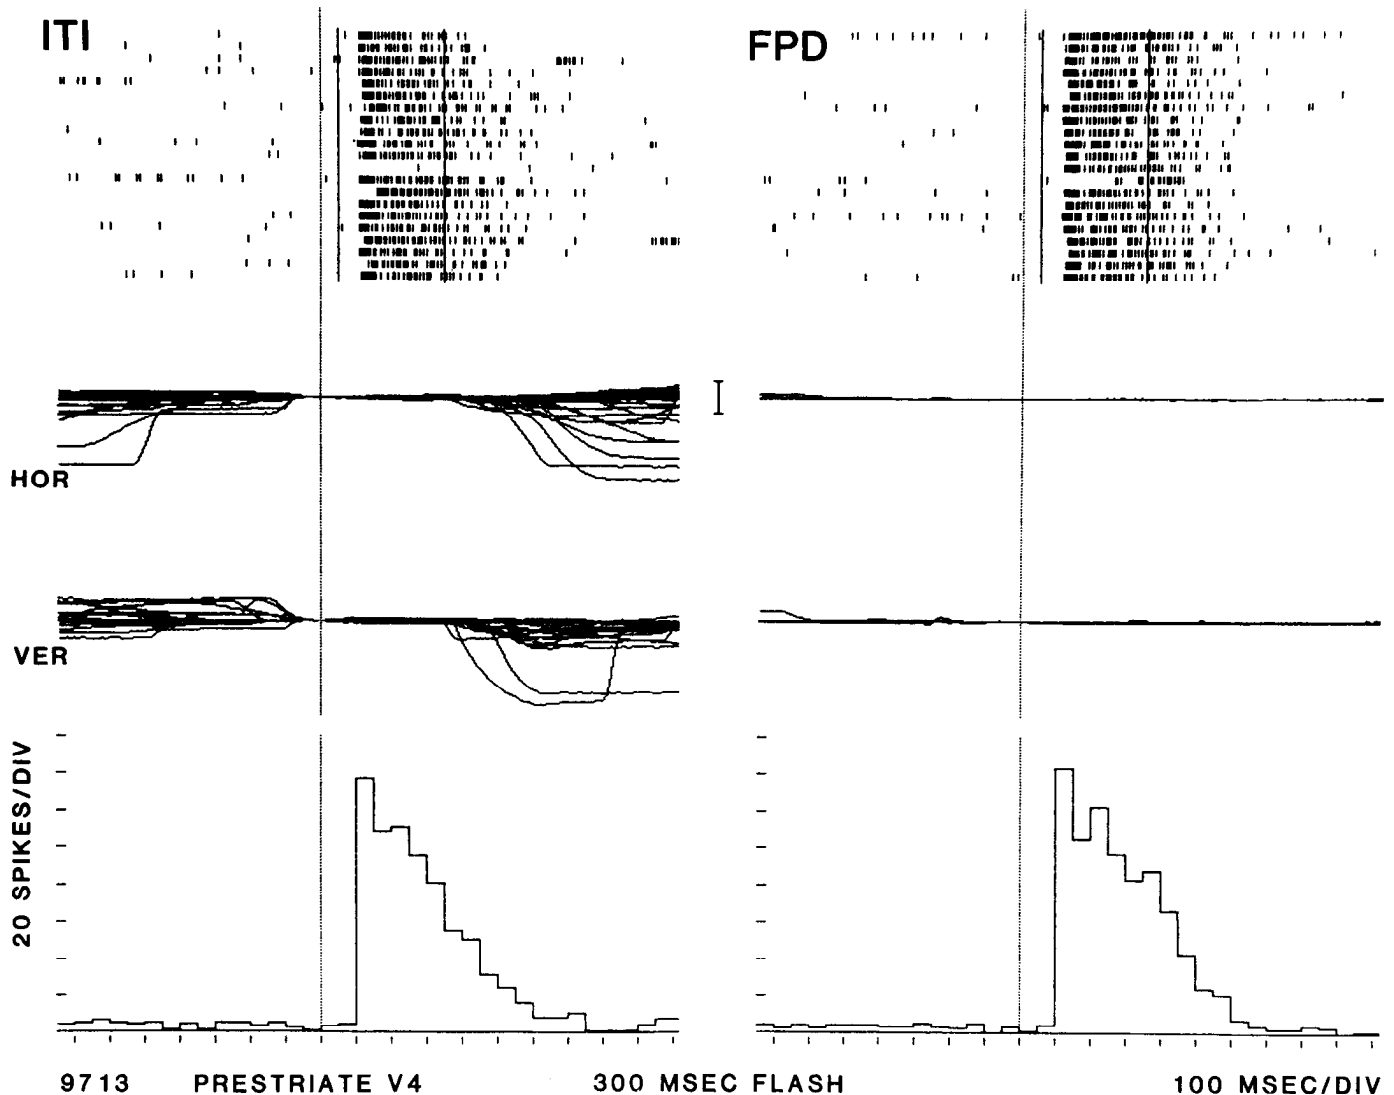 ITI
FPD
HOR
VER
20 SPIKES/DIV
9713 PRESTRIATE V4 300 MSEC FLASH 100 MSEC/DIV